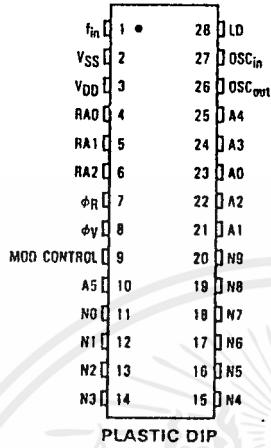 fin 1 28 LD
VSS 2 27 OSCin
VDD 3 26 OSCout
RA0 4 25 A4
RA1 5 24 A3
RA2 6 23 A0
ϕR 7 22 A2
ϕV 8 21 A1
MOD CONTROL 9 20 N9
A5 10 19 N8
N0 11 18 N7
N1 12 17 N6
N2 13 16 N5
N3 14 15 N4
PLASTIC DIP